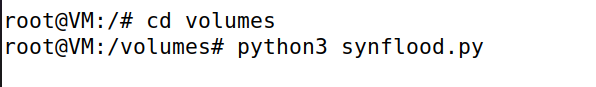 root@VM:/# cd volumes
root@VM:/volumes# python3 synflood.py